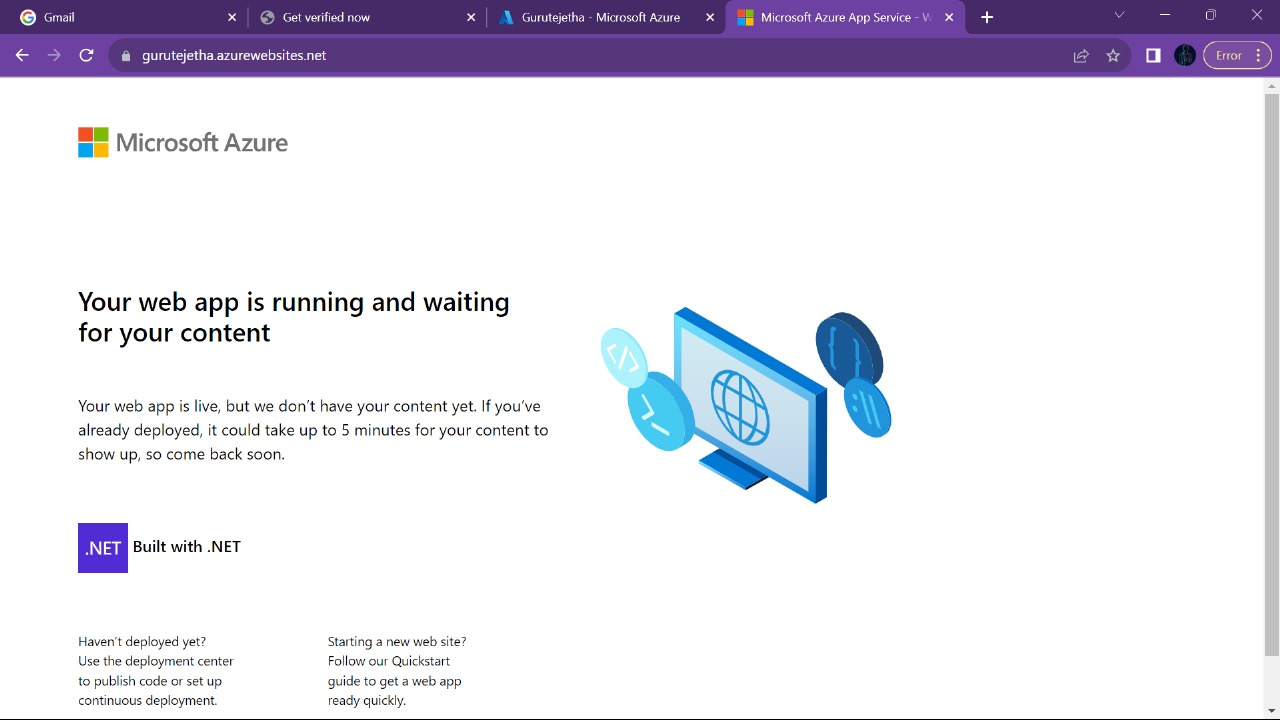 Gmail
Get verified now
Gurutejetha - Microsoft Azure
Microsoft Azure App Service - W
gurutejetha.azurewebsites.net
Error
Microsoft Azure
Your web app is running and waiting
for your content
Your web app is live, but we don’t have your content yet. If you’ve
already deployed, it could take up to 5 minutes for your content to
show up, so come back soon.
.NET
Built with .NET
Haven’t deployed yet?
Use the deployment center
to publish code or set up
continuous deployment.
Starting a new web site?
Follow our Quickstart
guide to get a web app
ready quickly.